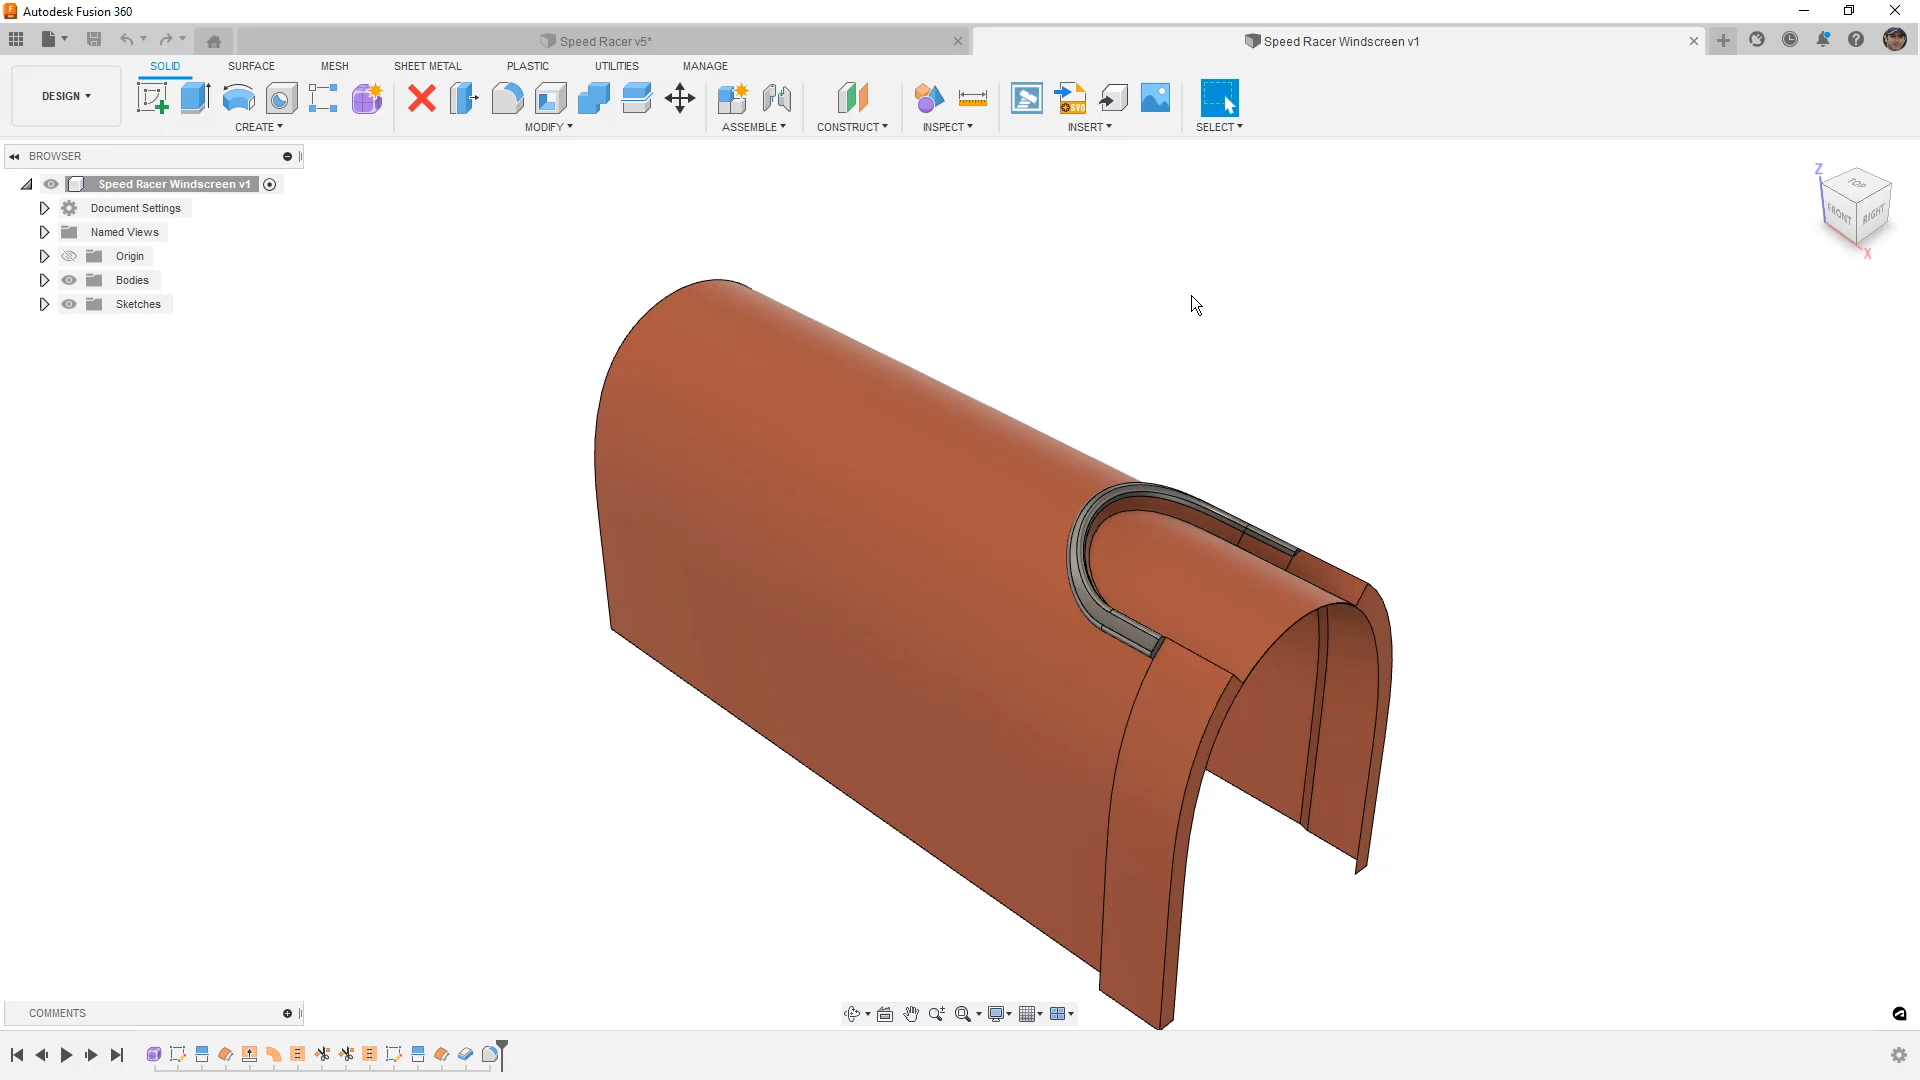 Autodesk Fusion 360
Speed Racer v5*
Speed Racer Windscreen v1
SOLID SURFACE MESH SHEET METAL PLASTIC UTILITIES MANAGE
DESIGN
SVG
CREATE MODIFY ASSEMBLE CONSTRUCT INSPECT INSERT SELECT
BROWSER
Speed Racer Windscreen v1
Document Settings
Named Views
Origin
Bodies
Sketches
Z
TOP
FRONT RIGHT
X
COMMENTS